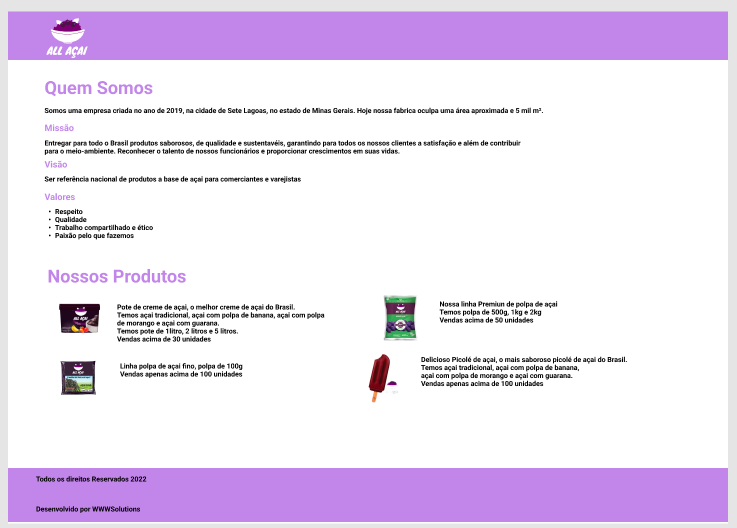 ALL AÇAI
Quem Somos
Somos uma empresa criada no ano de 2019, na cidade de Sete Lagoas, no estado de Minas Gerais. Hoje nossa fabrica oculpa uma área aproximada e 5 mil m².
Missão
Entregar para todo o Brasil produtos saborosos, de qualidade e sustentavéis, garantindo para todos os nossos clientes a satisfação e além de contribuir
para o meio-ambiente. Reconhecer o talento de nossos funcionários e proporcionar crescimentos em suas vidas.
Visão
Ser referência nacional de produtos a base de açai para comerciantes e varejistas
Valores
• Respeito
• Qualidade
• Trabalho compartilhado e ético
• Paixão pelo que fazemos
Nossos Produtos
Pote de creme de açai, o melhor creme de açai do Brasil.
Temos açai tradicional, açai com polpa de banana, açai com polpa
de morango e açai com guarana.
Temos pote de 1litro, 2 litros e 5 litros.
Vendas acima de 30 unidades
Nossa linha Premiun de polpa de açai
Temos polpa de 500g, 1kg e 2kg
Vendas acima de 50 unidades
Linha polpa de açai fino, polpa de 100g
Vendas apenas acima de 100 unidades
Delicioso Picolé de açai, o mais saboroso picolé de açai do Brasil.
Temos açai tradicional, açai com polpa de banana,
açai com polpa de morango e açai com guarana.
Vendas apenas acima de 100 unidades
Todos os direitos Reservados 2022
Desenvolvido por WWWSolutions